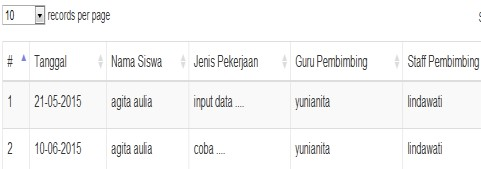 10 records per page
# Tanggal Nama Siswa Jenis Pekerjaan Guru Pembimbing Staff Pembimbing
1 21-05-2015 agita aulia input data .... yunianita lindawati
2 10-06-2015 agita aulia coba .... yunianita lindawati